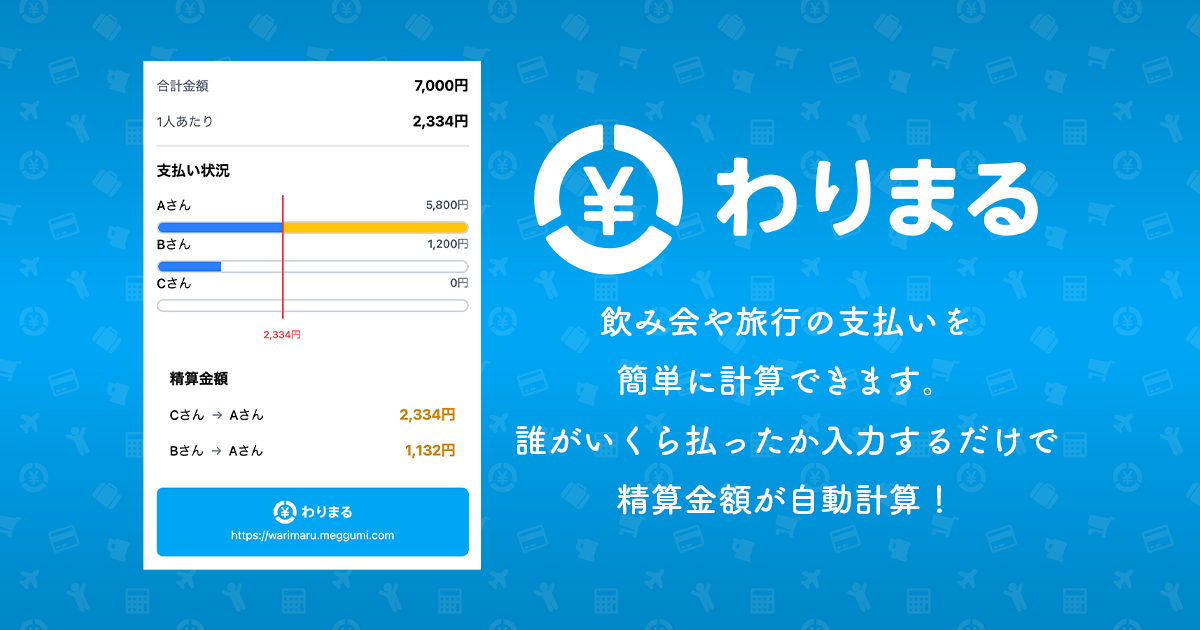 合計金額 7,000円
1人あたり 2,334円
支払い状況
Aさん 5,800円
Bさん 1,200円
Cさん 0円
2,334円
精算金額
Cさん → Aさん 2,334円
Bさん → Aさん 1,132円
¥ わりまる
https://warimaru.meggumi.com
¥ わりまる
飲み会や旅行の支払いを
簡単に計算できます。
誰がいくら払ったか入力するだけで
精算金額が自動計算！